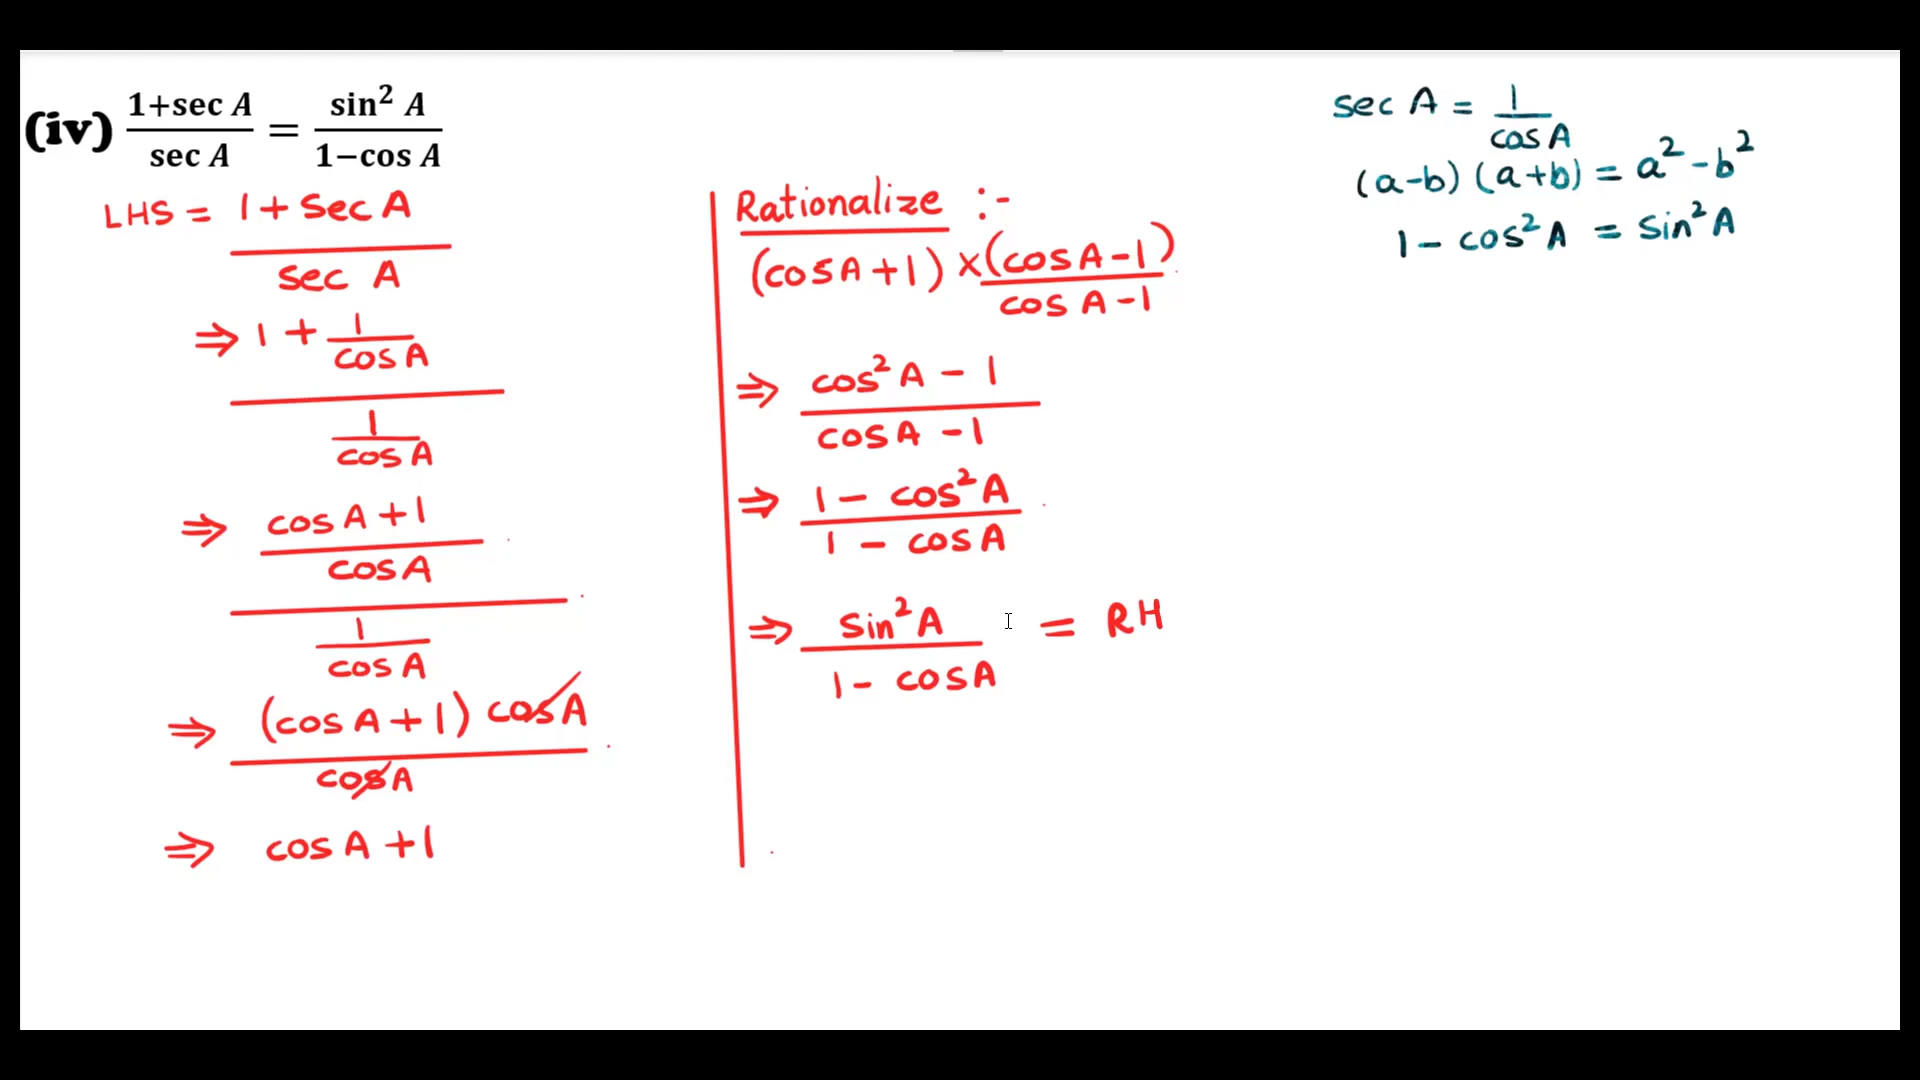 (iv) 1+sec A / sec A = sin² A / 1−cos A
LHS = 1 + sec A
sec A
⇒ 1 + 1/cos A
1/cos A
⇒ cos A + 1
cos A
1/cos A
⇒ (cos A + 1) cos A
cos A
⇒ cos A + 1
Rationalize :-
(cos A + 1) × (cos A − 1)
cos A − 1
⇒ cos² A − 1
cos A − 1
⇒ 1 − cos² A
1 − cos A
⇒ sin² A = RH
1 − cos A
sec A = 1/cos A
(a−b) (a+b) = a² − b²
1 − cos² A = sin² A